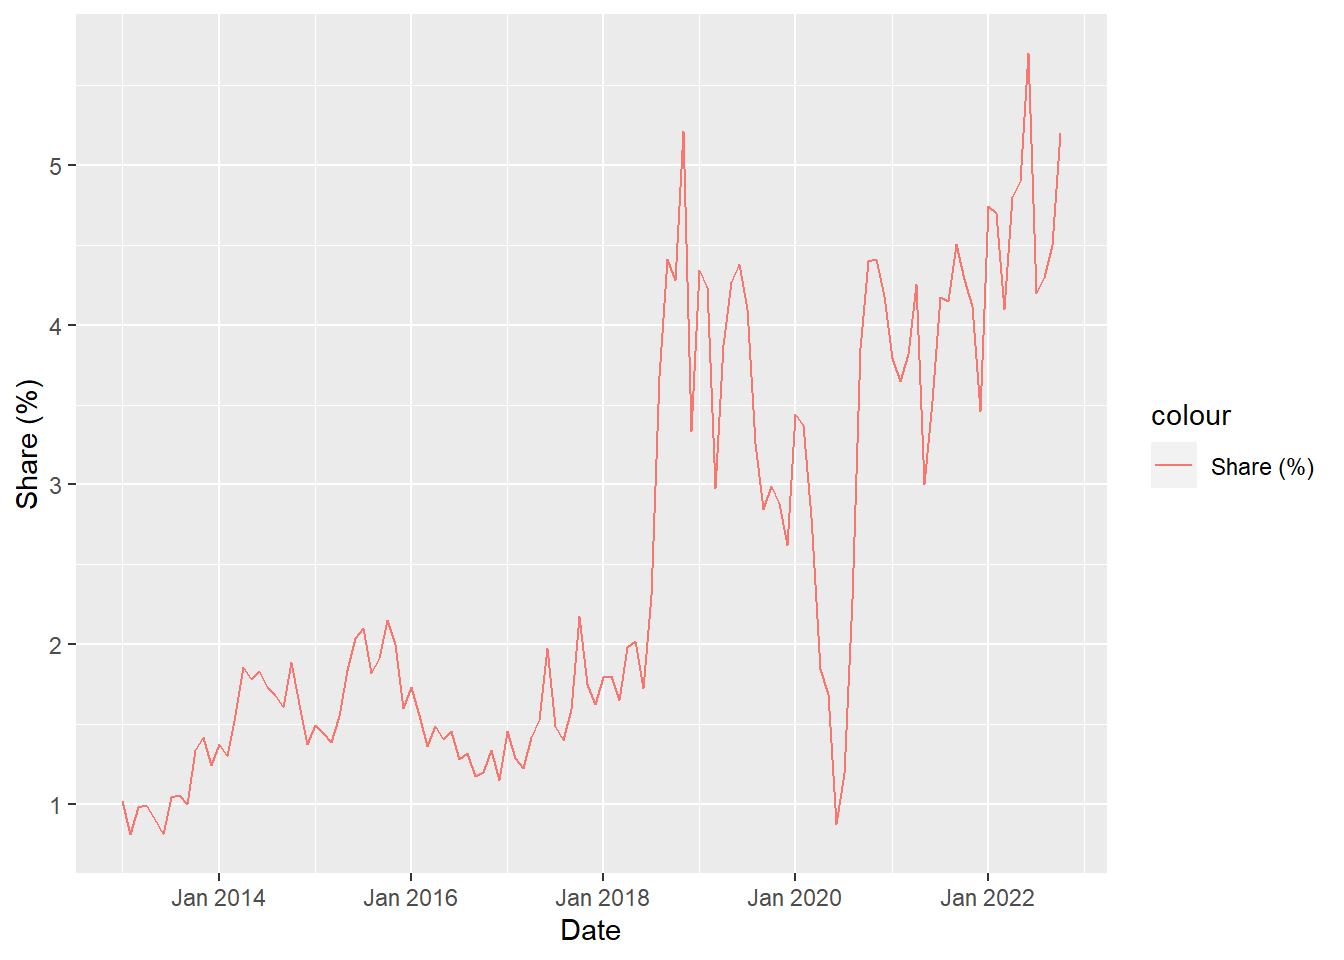 Share (%)
5
4
3
2
1
Jan 2014
Jan 2016
Jan 2018
Jan 2020
Jan 2022
Date
colour
Share (%)